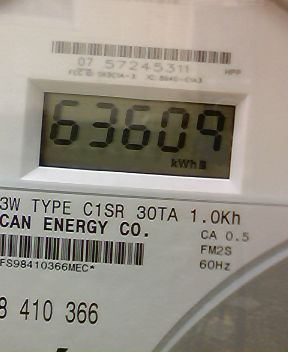 07 57245311 HPP
63609
kWh
3W TYPE C1SR 30TA 1.0Kh
CAN ENERGY CO. CA 0.5
FM2S
FS98410366MEC* 60Hz
8 410 366